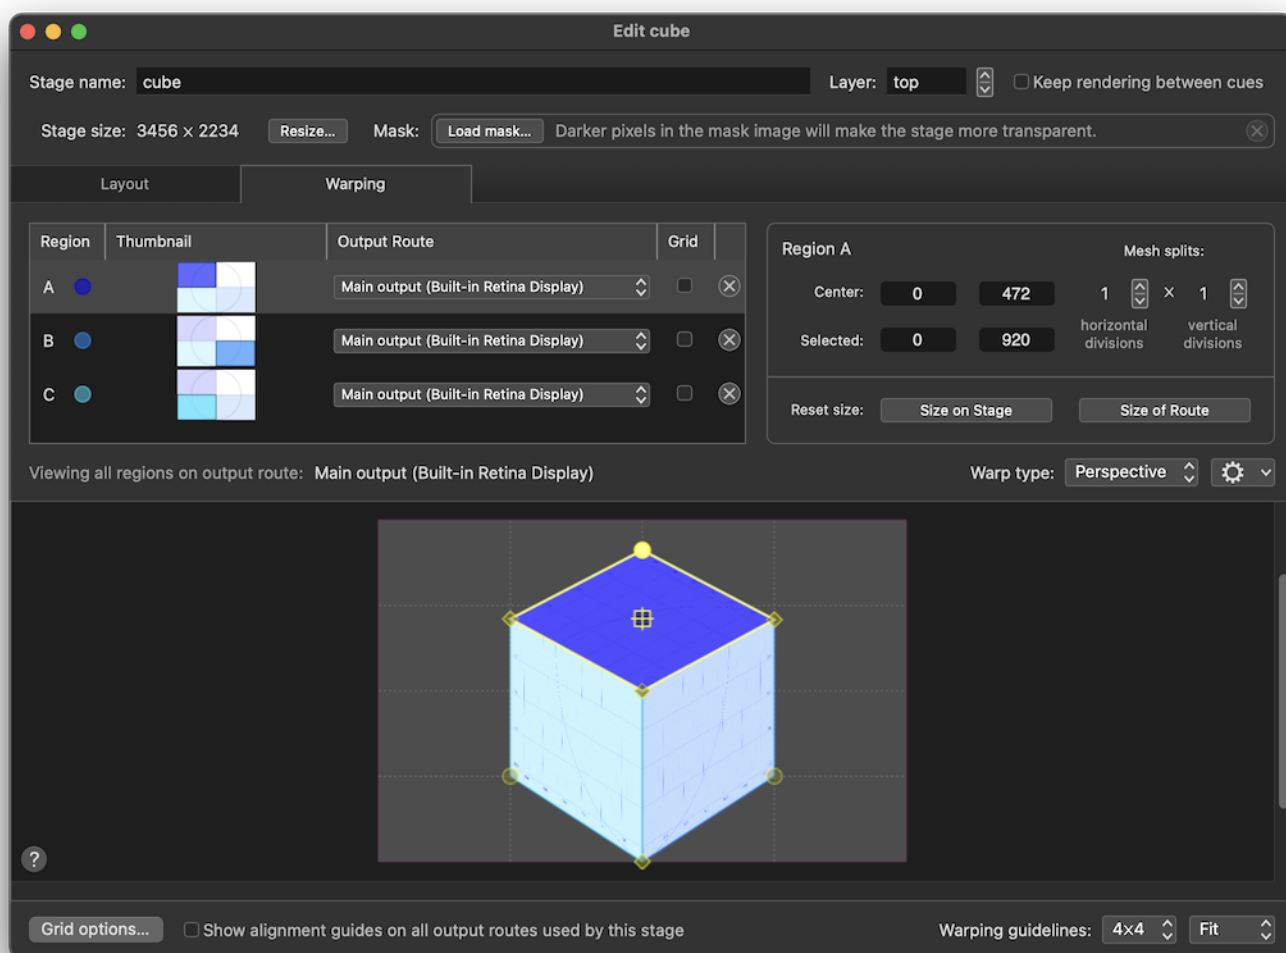 Edit cube
Stage name: cube Layer: top Keep rendering between cues
Stage size: 3456 × 2234 Resize... Mask: Load mask... Darker pixels in the mask image will make the stage more transparent.
Layout Warping
Region Thumbnail Output Route Grid
A Main output (Built-in Retina Display)
B Main output (Built-in Retina Display)
C Main output (Built-in Retina Display)
Region A Mesh splits:
Center: 0 472 1 × 1
horizontal divisions vertical divisions
Selected: 0 920
Reset size: Size on Stage Size of Route
Viewing all regions on output route: Main output (Built-in Retina Display) Warp type: Perspective
?
Grid options... Show alignment guides on all output routes used by this stage Warping guidelines: 4×4 Fit